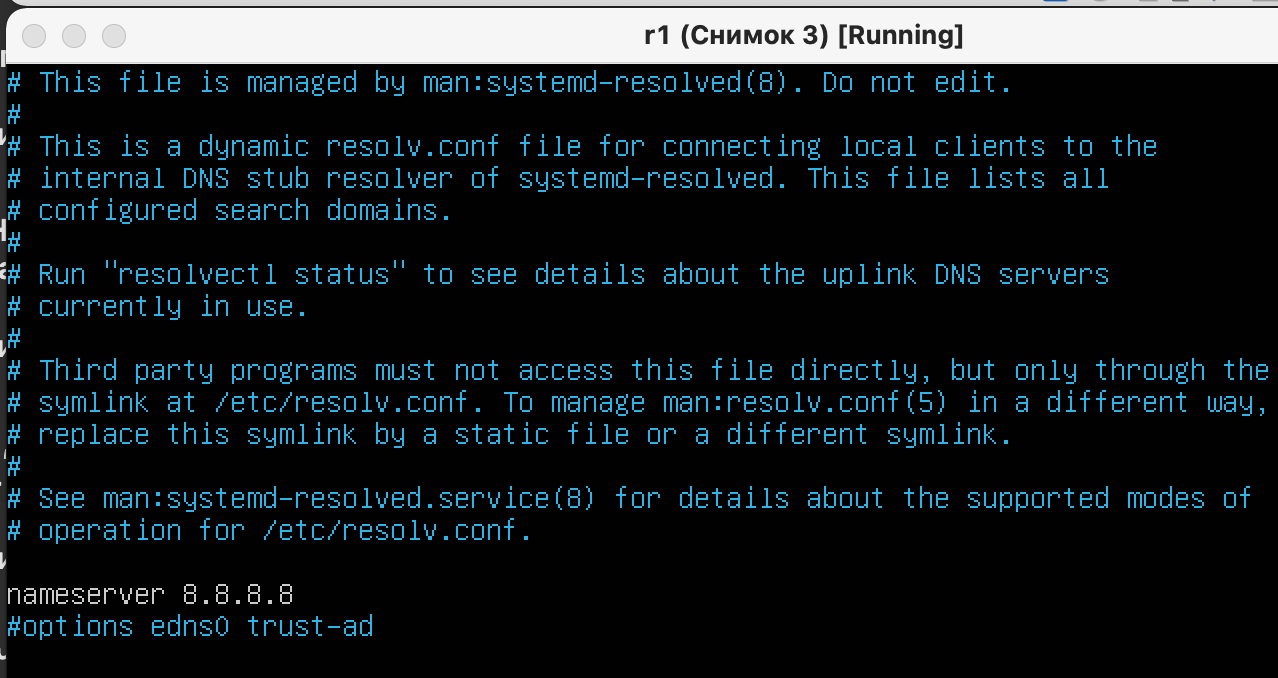 r1 (Снимок 3) [Running]
# This file is managed by man:systemd-resolved(8). Do not edit.
#
# This is a dynamic resolv.conf file for connecting local clients to the
# internal DNS stub resolver of systemd-resolved. This file lists all
# configured search domains.
#
# Run "resolvectl status" to see details about the uplink DNS servers
# currently in use.
#
# Third party programs must not access this file directly, but only through the
# symlink at /etc/resolv.conf. To manage man:resolv.conf(5) in a different way,
# replace this symlink by a static file or a different symlink.
#
# See man:systemd-resolved.service(8) for details about the supported modes of
# operation for /etc/resolv.conf.

nameserver 8.8.8.8
#options edns0 trust-ad